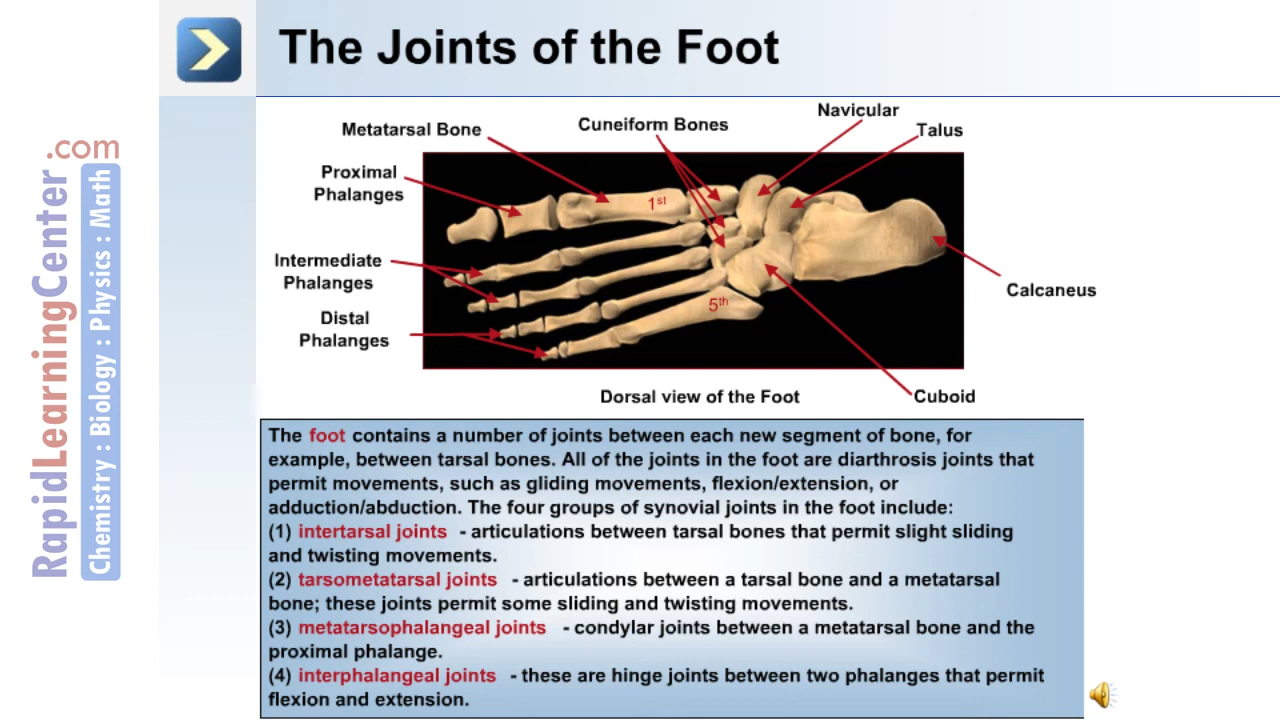 The Joints of the Foot
RapidLearningCenter.com
Chemistry : Biology : Physics : Math
Metatarsal Bone
Cuneiform Bones
Navicular
Talus
Proximal
Phalanges
1st
Intermediate
Phalanges
Calcaneus
5th
Distal
Phalanges
Dorsal view of the Foot
Cuboid
The foot contains a number of joints between each new segment of bone, for
example, between tarsal bones. All of the joints in the foot are diarthrosis joints that
permit movements, such as gliding movements, flexion/extension, or
adduction/abduction. The four groups of synovial joints in the foot include:
(1) intertarsal joints - articulations between tarsal bones that permit slight sliding
and twisting movements.
(2) tarsometatarsal joints - articulations between a tarsal bone and a metatarsal
bone; these joints permit some sliding and twisting movements.
(3) metatarsophalangeal joints - condylar joints between a metatarsal bone and the
proximal phalange.
(4) interphalangeal joints - these are hinge joints between two phalanges that permit
flexion and extension.